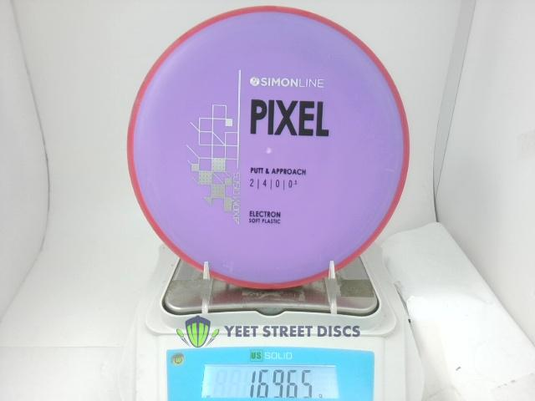 SIMONLINE
PIXEL
PUTT & APPROACH
2 | 4 | 0 | 0.5
ELECTRON
SOFT PLASTIC
YEET STREET DISCS
US SOLID
169.65